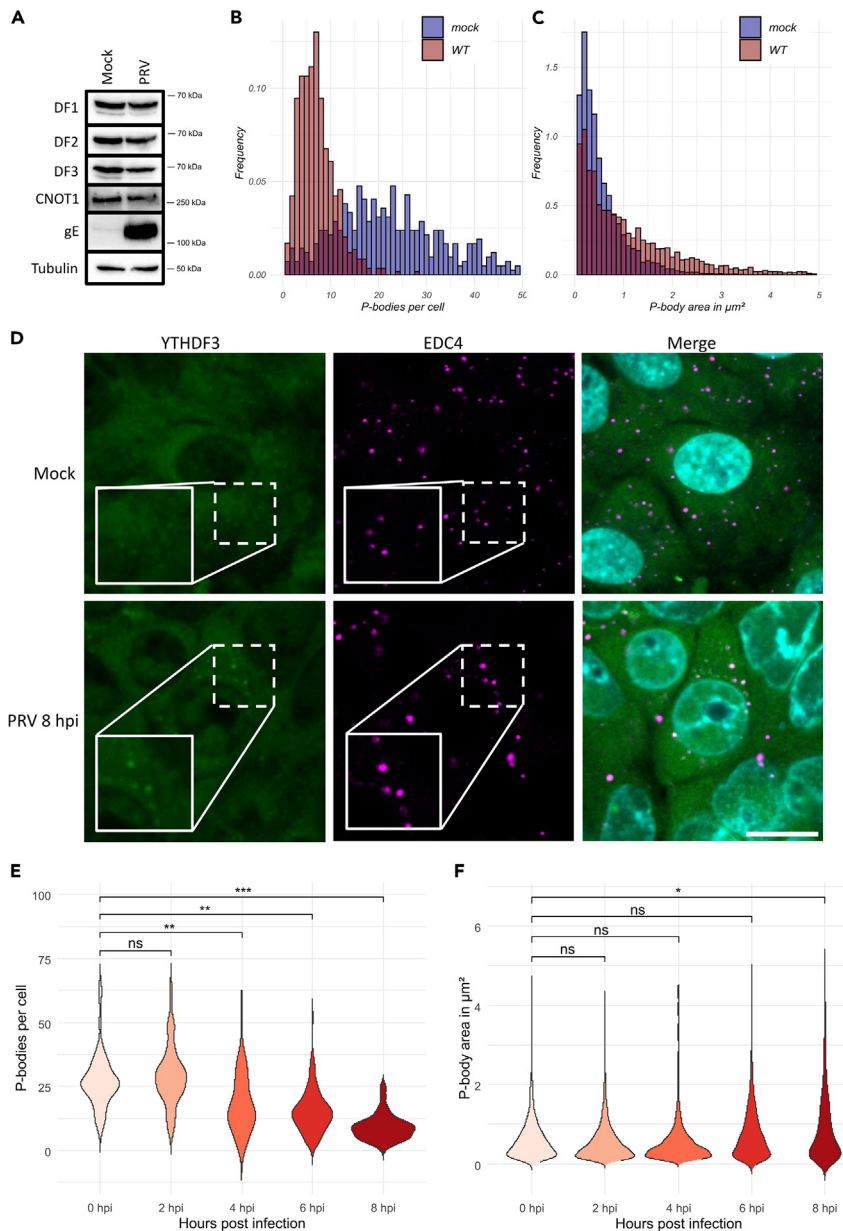 A
Mock
PRV
DF1
70 kDa
DF2
70 kDa
DF3
70 kDa
CNOT1
250 kDa
gE
100 kDa
Tubulin
50 kDa
B
mock
WT
Frequency
0.10
0.05
0.00
0 10 20 30 40 50
P-bodies per cell
C
mock
WT
Frequency
1.5
1.0
0.5
0.0
0 1 2 3 4 5
P-body area in µm²
D
YTHDF3 EDC4 Merge
Mock
PRV 8 hpi
E
P-bodies per cell
100
75
50
25
0
***
**
**
ns
0 hpi 2 hpi 4 hpi 6 hpi 8 hpi
Hours post infection
F
P-body area in µm²
6
4
2
0
*
ns
ns
ns
0 hpi 2 hpi 4 hpi 6 hpi 8 hpi
Hours post infection